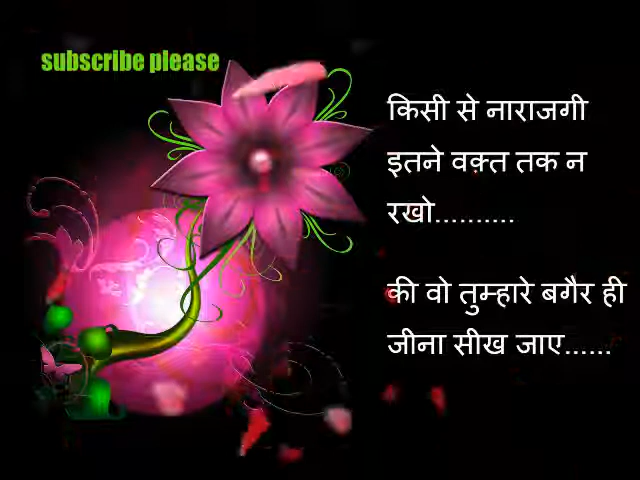 subscribe please
किसी से नाराजगी
इतने वक़्त तक न
रखो..........
की वो तुम्हारे बगैर ही
जीना सीख जाए......